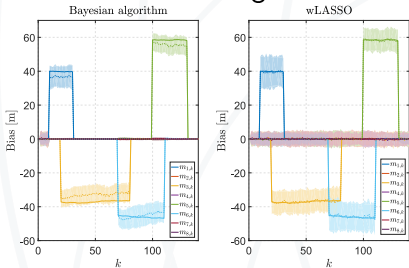 Bayesian algorithm
wLASSO
Bias [m]
60
40
20
0
-20
-40
-60
0
50
100
k
m1,k
m2,k
m3,k
m4,k
m5,k
m6,k
m7,k
m8,k
Bias [m]
60
40
20
0
-20
-40
-60
0
50
100
k
m1,k
m2,k
m3,k
m4,k
m5,k
m6,k
m7,k
m8,k